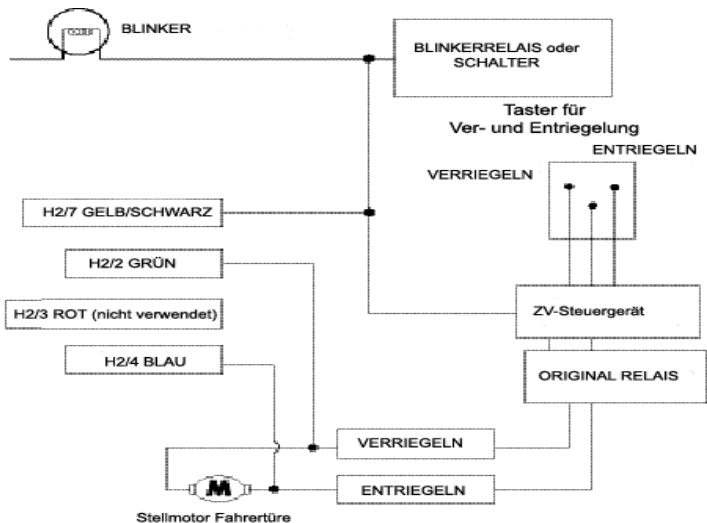 BLINKER
BLINKERRELAIS oder
SCHALTER
Taster für
Ver- und Entriegelung
ENTRIEGELN
VERRIEGELN
H2/7 GELB/SCHWARZ
H2/2 GRÜN
H2/3 ROT (nicht verwendet)
ZV-Steuergerät
H2/4 BLAU
ORIGINAL RELAIS
VERRIEGELN
M
ENTRIEGELN
Stellmotor Fahrertüre